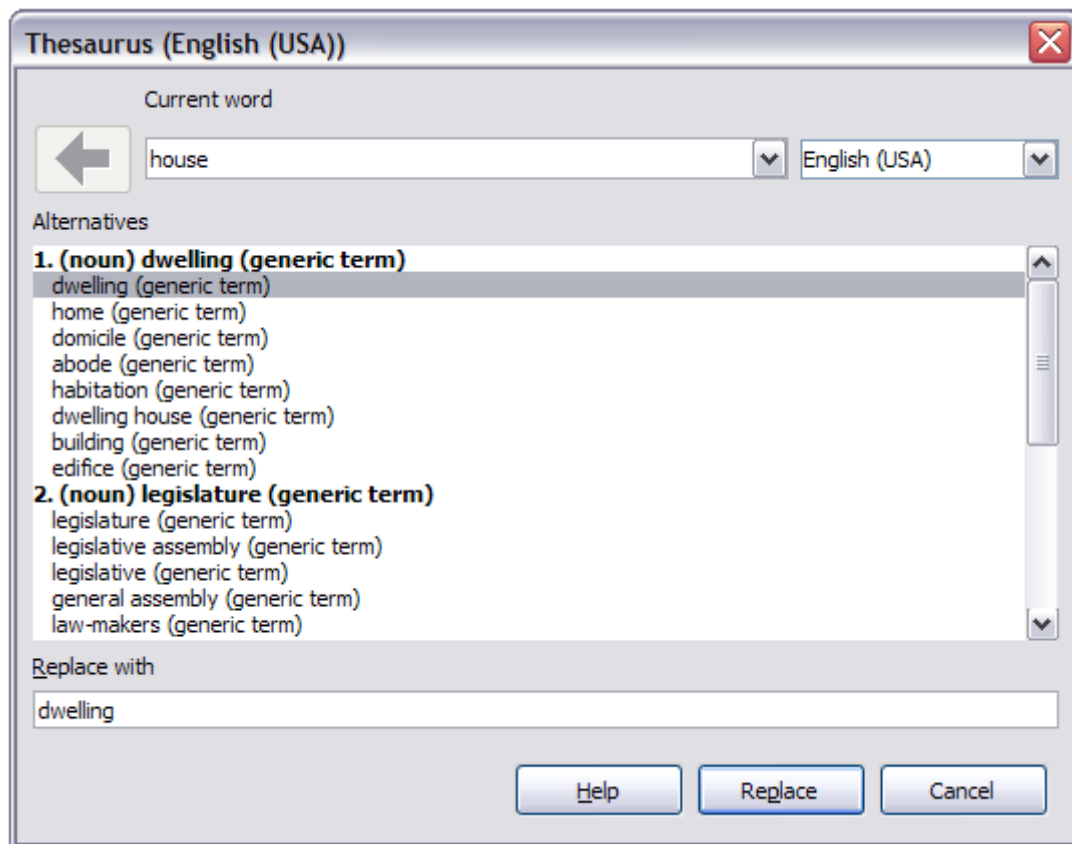 Thesaurus (English (USA))
Current word
house
English (USA)
Alternatives
1. (noun) dwelling (generic term)
dwelling (generic term)
home (generic term)
domicile (generic term)
abode (generic term)
habitation (generic term)
dwelling house (generic term)
building (generic term)
edifice (generic term)
2. (noun) legislature (generic term)
legislature (generic term)
legislative assembly (generic term)
legislative (generic term)
general assembly (generic term)
law-makers (generic term)
Replace with
dwelling
Help
Replace
Cancel